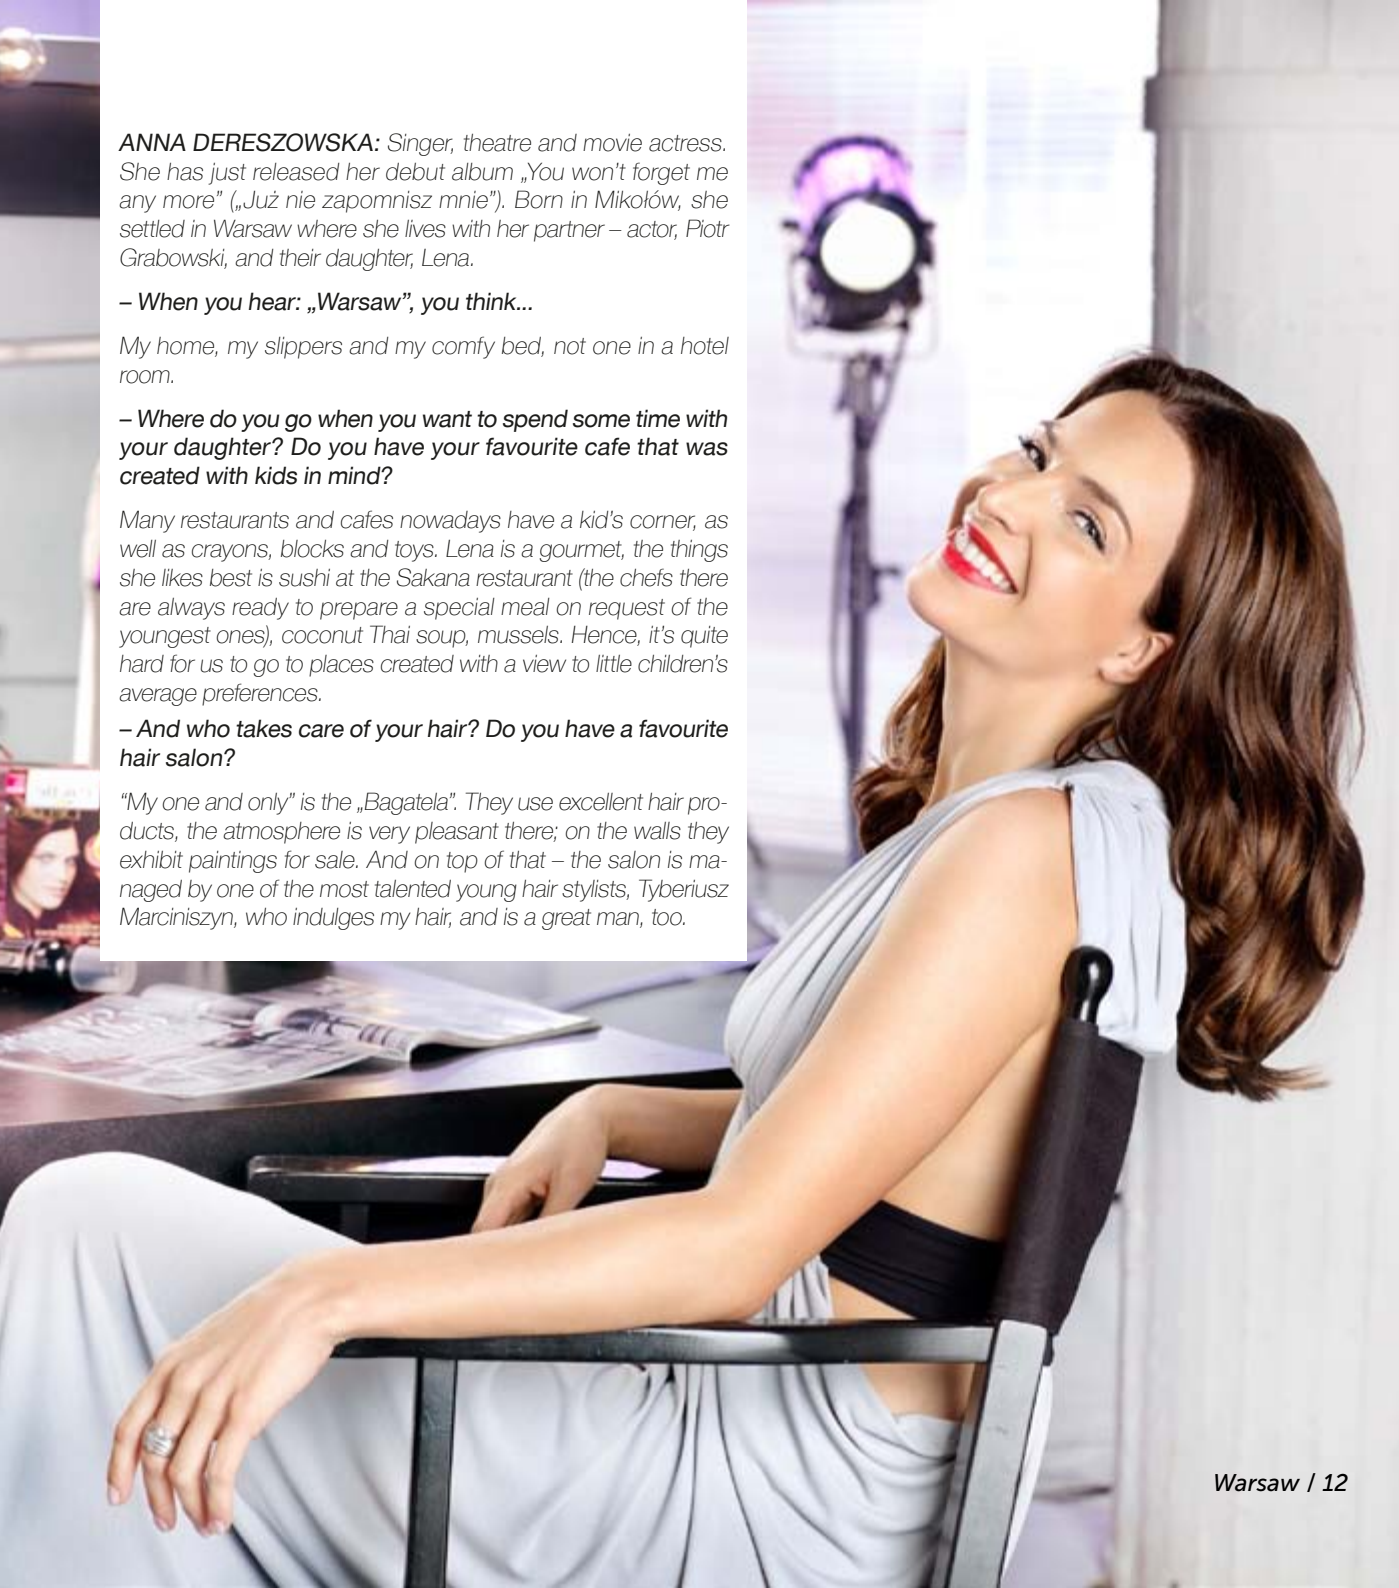 ANNA DERESZOWSKA: Singer, theatre and movie actress.
She has just released her debut album „You won't forget me
any more” („Już nie zapomnisz mnie”). Born in Mikołów, she
settled in Warsaw where she lives with her partner – actor, Piotr
Grabowski, and their daughter, Lena.
– When you hear: „Warsaw”, you think...
My home, my slippers and my comfy bed, not one in a hotel
room.
– Where do you go when you want to spend some time with
your daughter? Do you have your favourite cafe that was
created with kids in mind?
Many restaurants and cafes nowadays have a kid's corner, as
well as crayons, blocks and toys. Lena is a gourmet, the things
she likes best is sushi at the Sakana restaurant (the chefs there
are always ready to prepare a special meal on request of the
youngest ones), coconut Thai soup, mussels. Hence, it's quite
hard for us to go to places created with a view to little children's
average preferences.
– And who takes care of your hair? Do you have a favourite
hair salon?
“My one and only” is the „Bagatela”. They use excellent hair pro-
ducts, the atmosphere is very pleasant there; on the walls they
exhibit paintings for sale. And on top of that – the salon is ma-
naged by one of the most talented young hair stylists, Tyberiusz
Marciniszyn, who indulges my hair, and is a great man, too.
Warsaw / 12